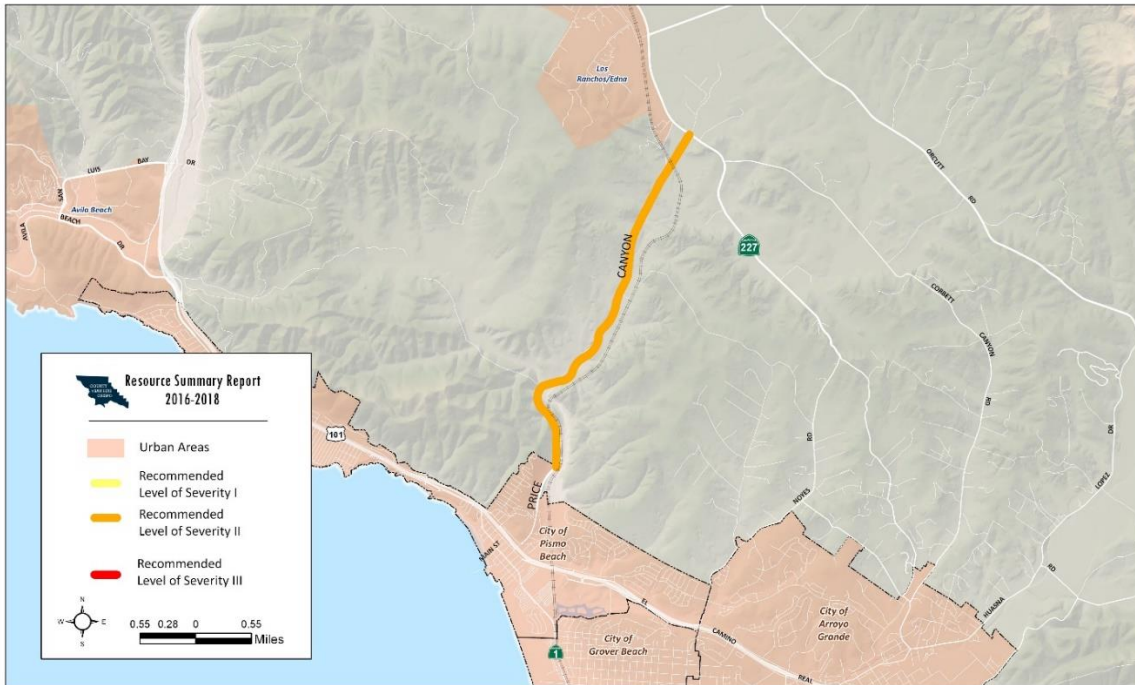 Los
Ranchos/Edna
ORCUTT
RD
SAN
LUIS
BAY
DR
Avila Beach
AVILA
BEACH
DR
CANYON
227
CORBETT
CANYON
RD
Resource Summary Report
2016-2018
Urban Areas
Recommended
Level of Severity I
Recommended
Level of Severity II
Recommended
Level of Severity III
N
W
E
S
0.55 0.28 0 0.55
Miles
101
PRICE
MAIN ST
City of
Pismo
Beach
RD
NOYES
LOPEZ
DR
HUASNA
RD
EL
CAMINO
REAL
City of
Arroyo
Grande
City of
Grover Beach
1